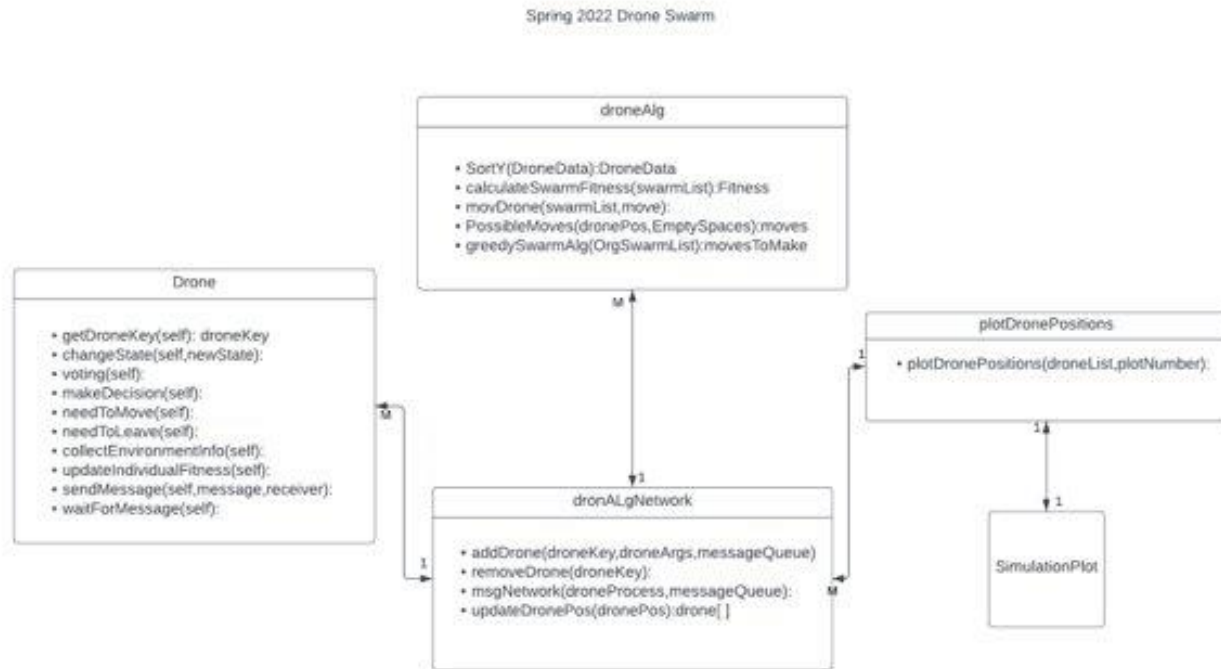 Spring 2022 Drone Swarm
droneAlg
• SortY(DroneData):DroneData
• calculateSwarmFitness(swarmList):Fitness
• movDrone(swarmList,move):
• PossibleMoves(dronePos,EmptySpaces):moves
• greedySwarmAlg(OrgSwarmList):movesToMake
M
1
Drone
• getDroneKey(self): droneKey
• changeState(self,newState):
• voting(self):
• makeDecision(self):
• needToMove(self):
• needToLeave(self):
• collectEnvironmentInfo(self):
• updateIndividualFitness(self):
• sendMessage(self,message,receiver):
• waitForMessage(self):
M
1
plotDronePositions
• plotDronePositions(droneList,plotNumber):
1
1
1
SimulationPlot
dronALgNetwork
• addDrone(droneKey,droneArgs,messageQueue)
• removeDrone(droneKey):
• msgNetwork(droneProcess,messageQueue):
• updateDronePos(dronePos):drone[ ]
M